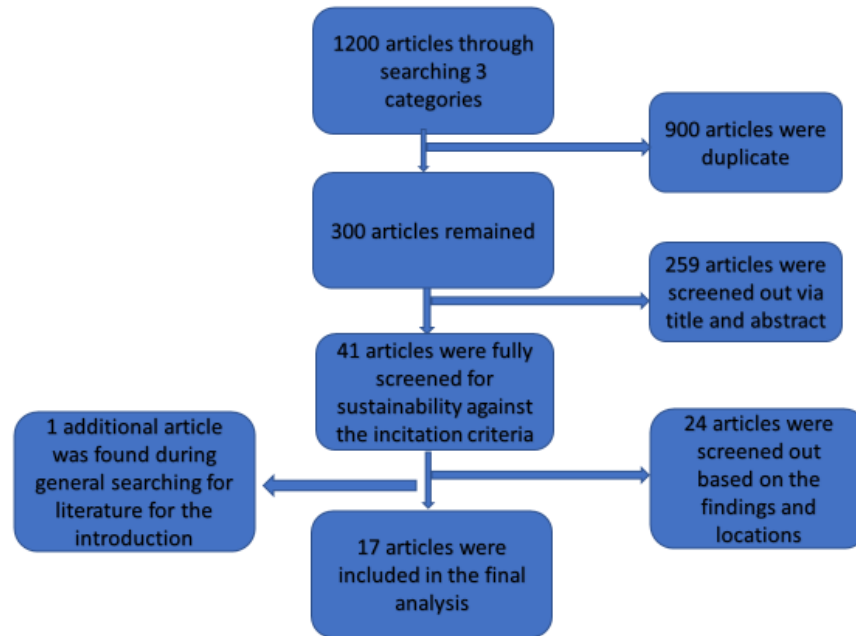 1200 articles through
searching 3
categories
900 articles were
duplicate
300 articles remained
259 articles were
screened out via
title and abstract
41 articles were fully
screened for
sustainability against
the incitation criteria
1 additional article
was found during
general searching for
literature for the
introduction
24 articles were
screened out
based on the
findings and
locations
17 articles were
included in the final
analysis